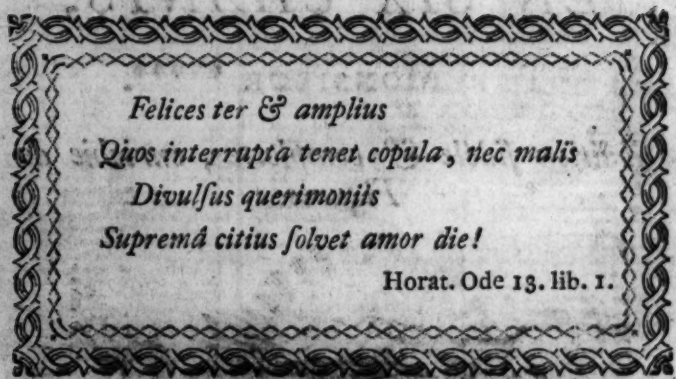 Felices ter & amplius
Quos interrupta tenet copula, nec malis
Divulſus querimoniis
Supremâ citius ſolvet amor die!
Horat. Ode 13. lib. 1.